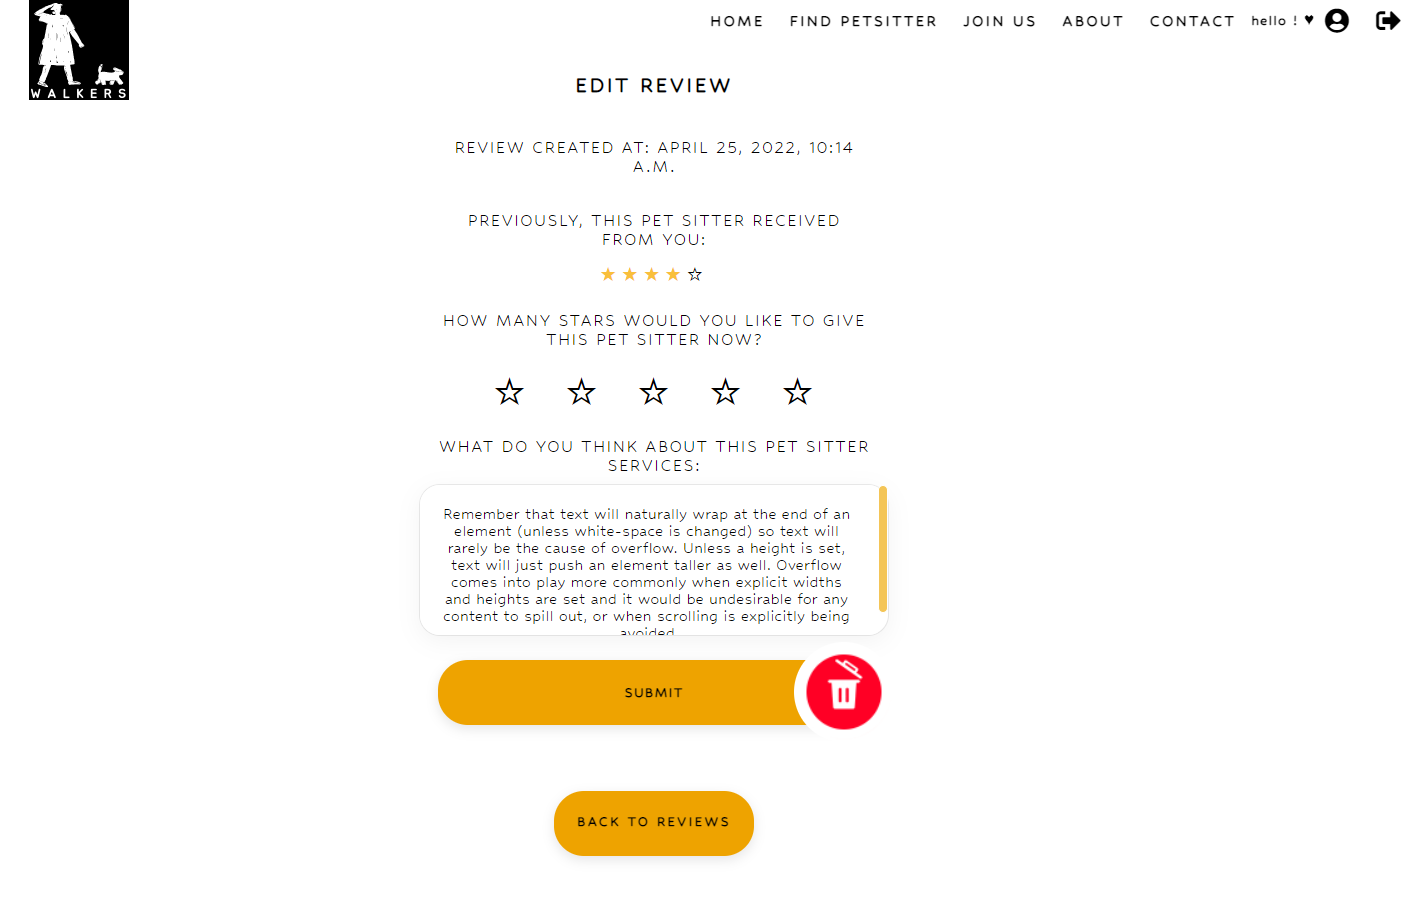 WALKERS
HOME FIND PETSITTER JOIN US ABOUT CONTACT hello ! ♥
EDIT REVIEW
REVIEW CREATED AT: APRIL 25, 2022, 10:14
A.M.
PREVIOUSLY, THIS PET SITTER RECEIVED
FROM YOU:
HOW MANY STARS WOULD YOU LIKE TO GIVE
THIS PET SITTER NOW?
WHAT DO YOU THINK ABOUT THIS PET SITTER
SERVICES:
Remember that text will naturally wrap at the end of an
element (unless white-space is changed) so text will
rarely be the cause of overflow. Unless a height is set,
text will just push an element taller as well. Overflow
comes into play more commonly when explicit widths
and heights are set and it would be undesirable for any
content to spill out, or when scrolling is explicitly being
avoided.
SUBMIT
BACK TO REVIEWS